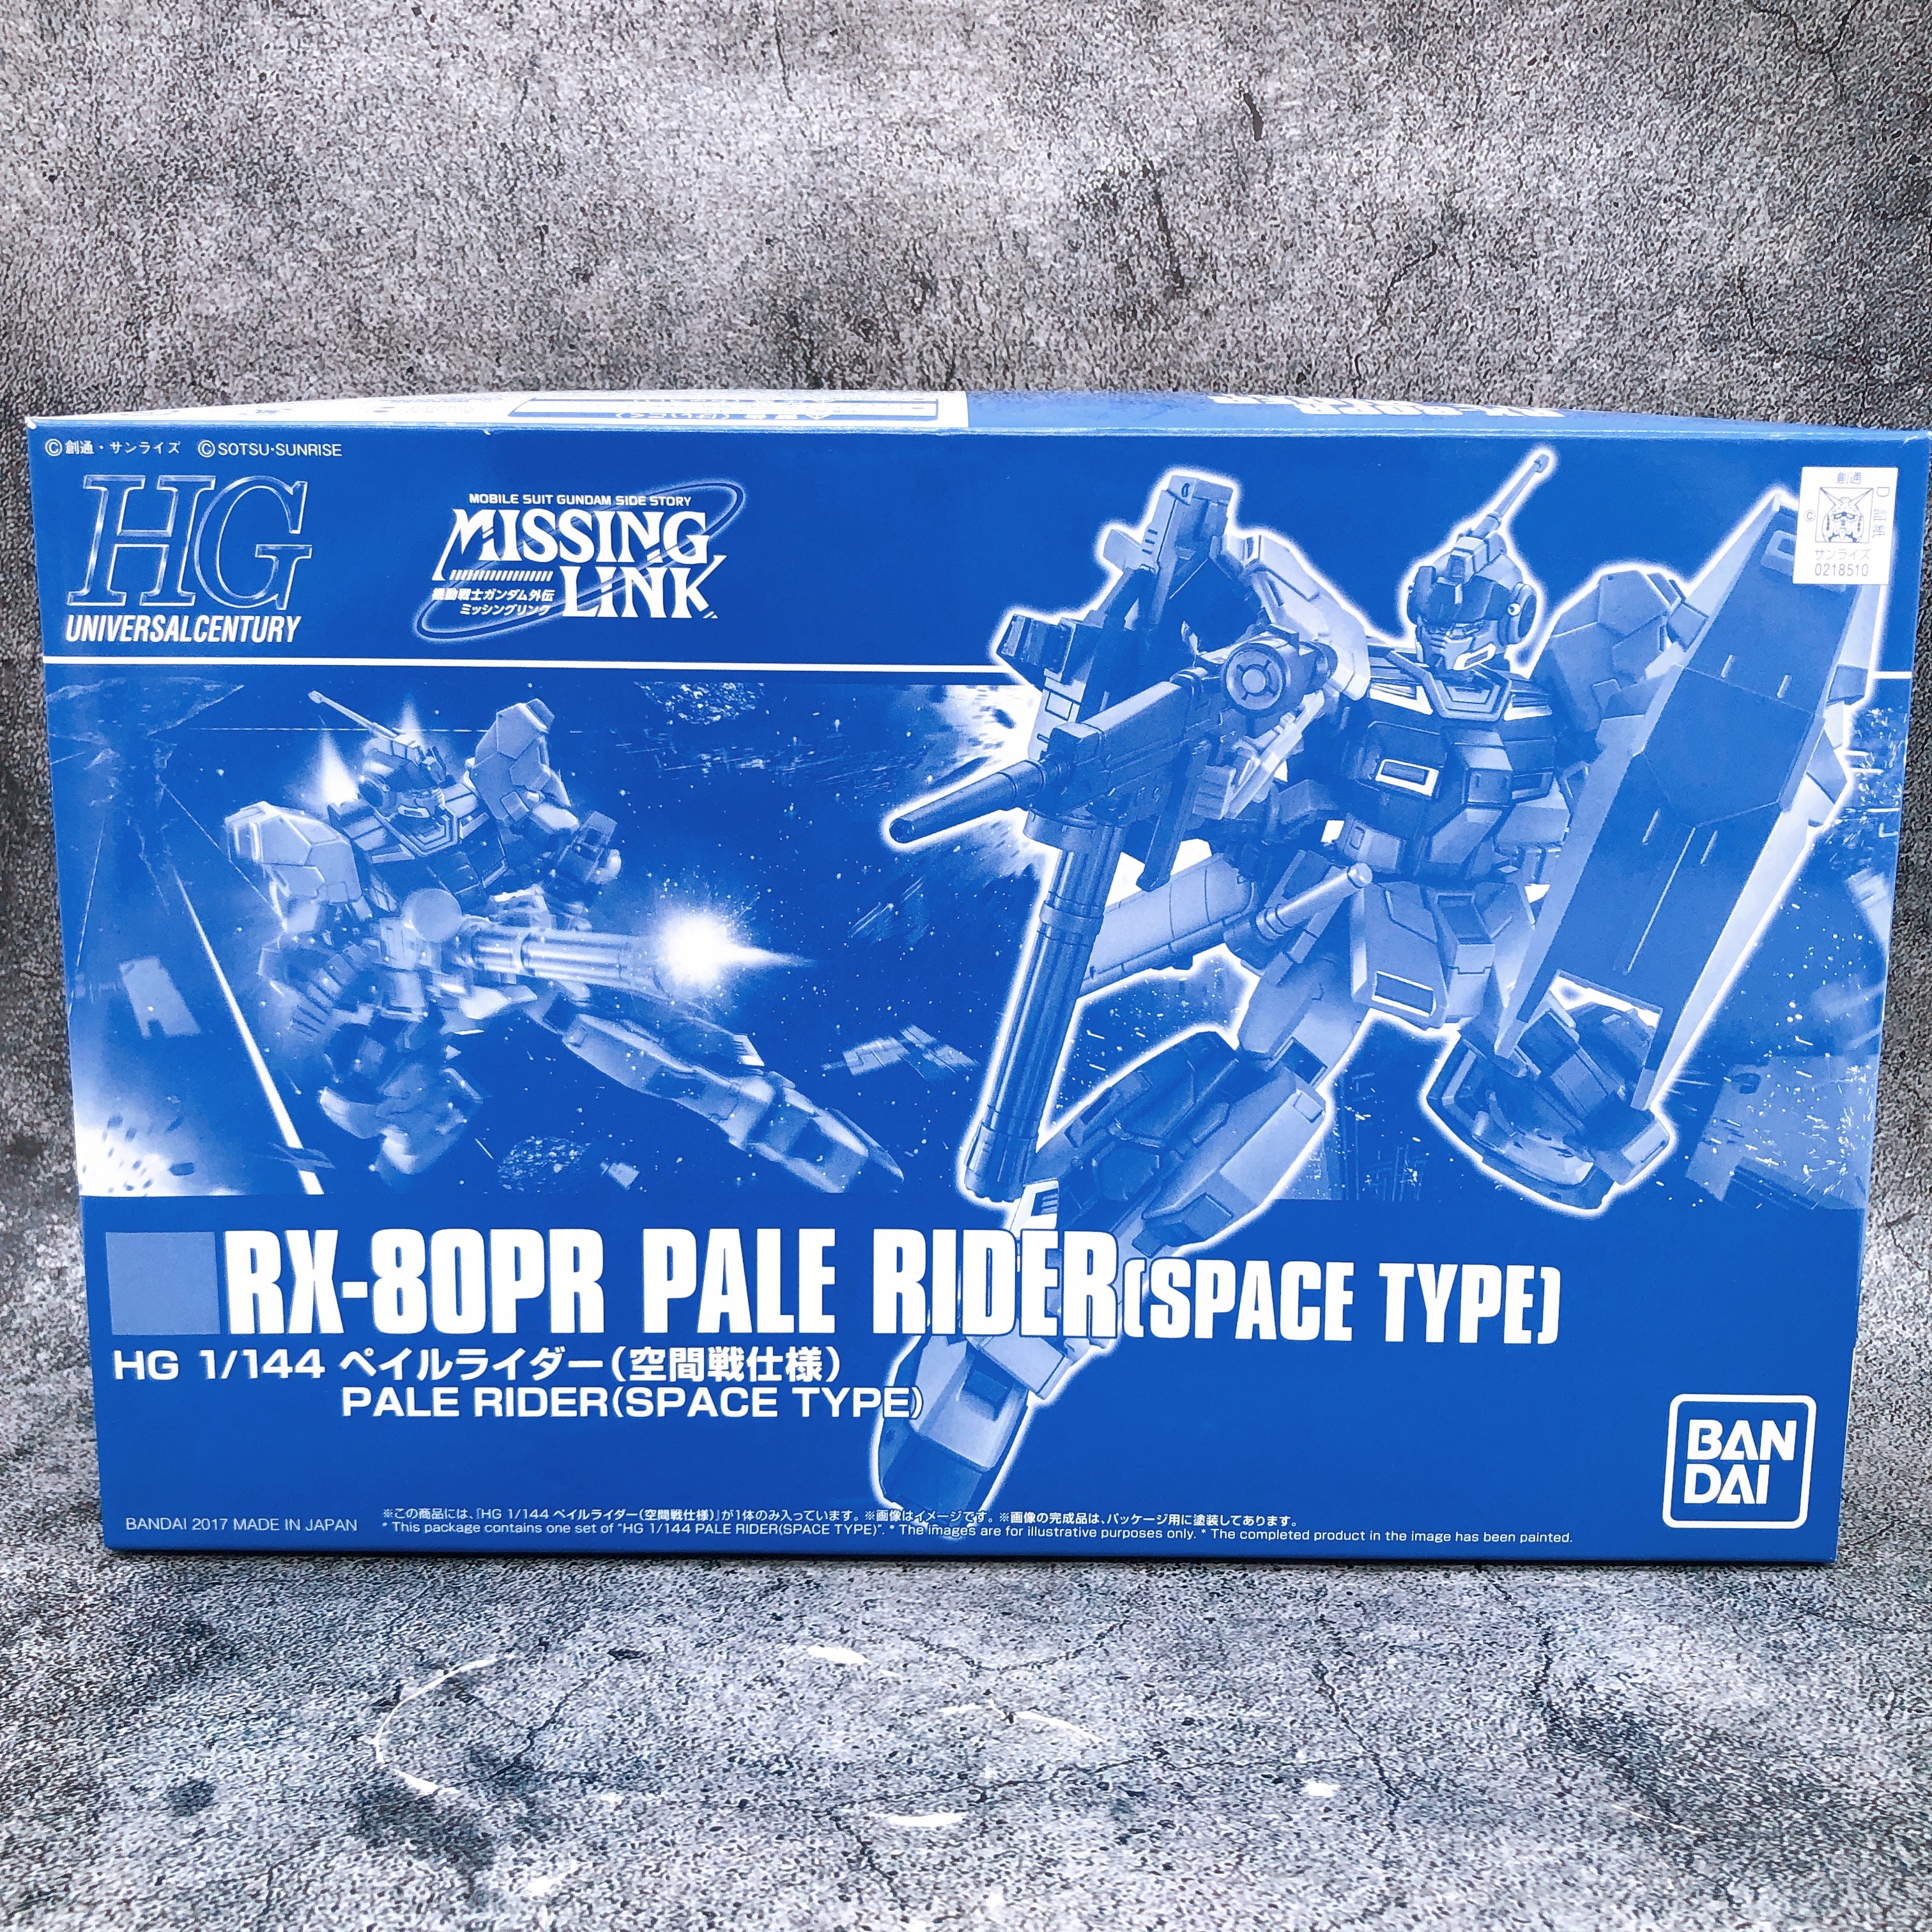 ©創通・サンライズ ©SOTSU・SUNRISE
HG
UNIVERSAL CENTURY
MOBILE SUIT GUNDAM SIDE STORY
MISSING
LINK
機動戦士ガンダム外伝
ミッシングリンク
創通
©
サンライズ
0218510
RX-80PR PALE RIDER(SPACE TYPE)
HG 1/144 ペイルライダー(空間戦仕様)
PALE RIDER(SPACE TYPE)
BAN
DAI
BANDAI 2017 MADE IN JAPAN
※この商品には、『HG 1/144 ペイルライダー(空間戦仕様)』が1体のみ入っています。※画像はイメージです。※画像の完成品は、パッケージ用に塗装してあります。
* This package contains one set of "HG 1/144 PALE RIDER(SPACE TYPE)". * The images are for illustrative purposes only. * The completed product in the image has been painted.